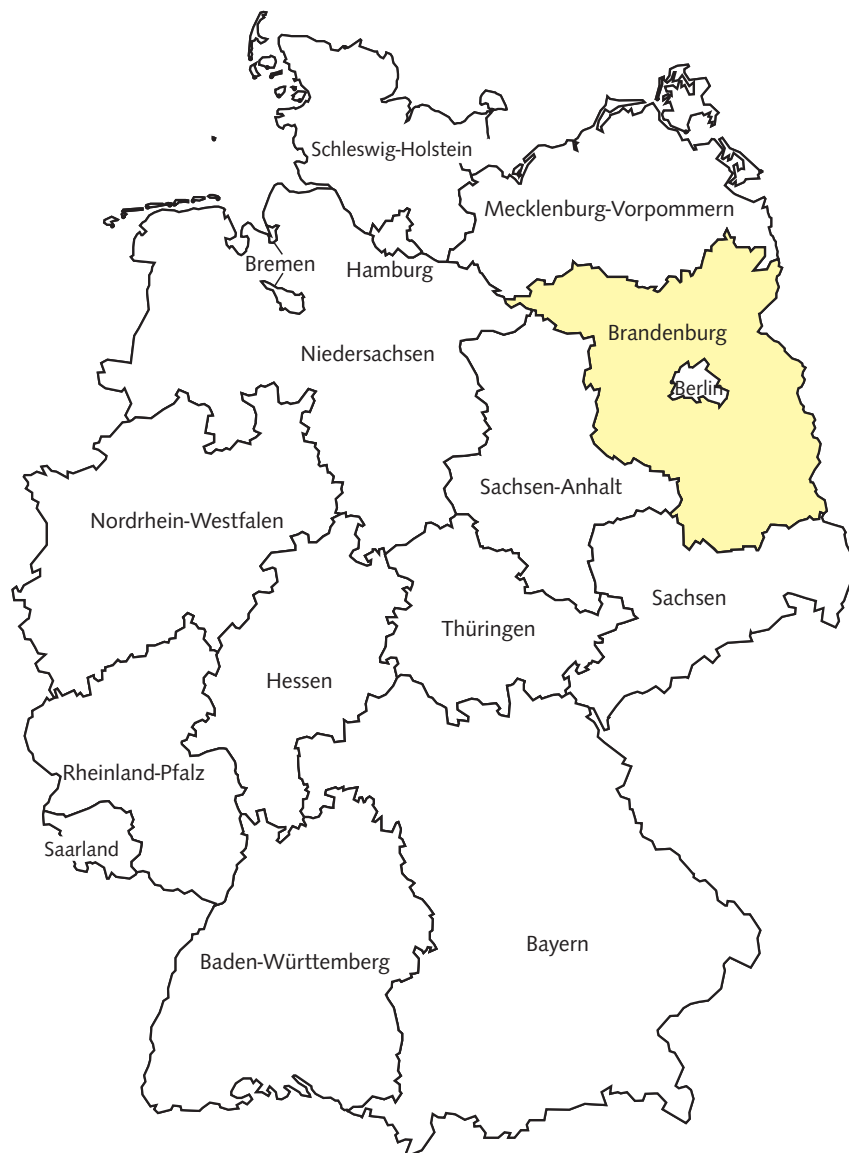 Schleswig-Holstein
Mecklenburg-Vorpommern
Bremen
Hamburg
Brandenburg
Niedersachsen
Berlin
Sachsen-Anhalt
Nordrhein-Westfalen
Sachsen
Thüringen
Hessen
Rheinland-Pfalz
Saarland
Bayern
Baden-Württemberg